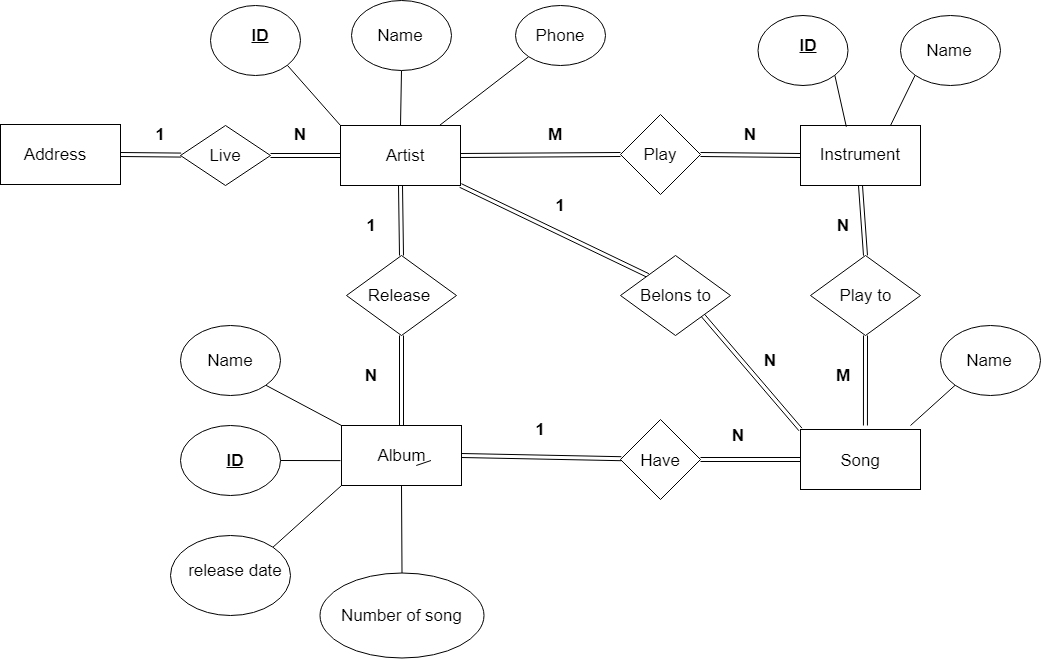 ID
Name
Phone
ID
Name
1
N
M
N
Address
Live
Artist
Play
Instrument
1
1
N
Release
Belons to
Play to
Name
N
N
M
Name
1
N
Album
ID
Have
Song
release date
Number of song